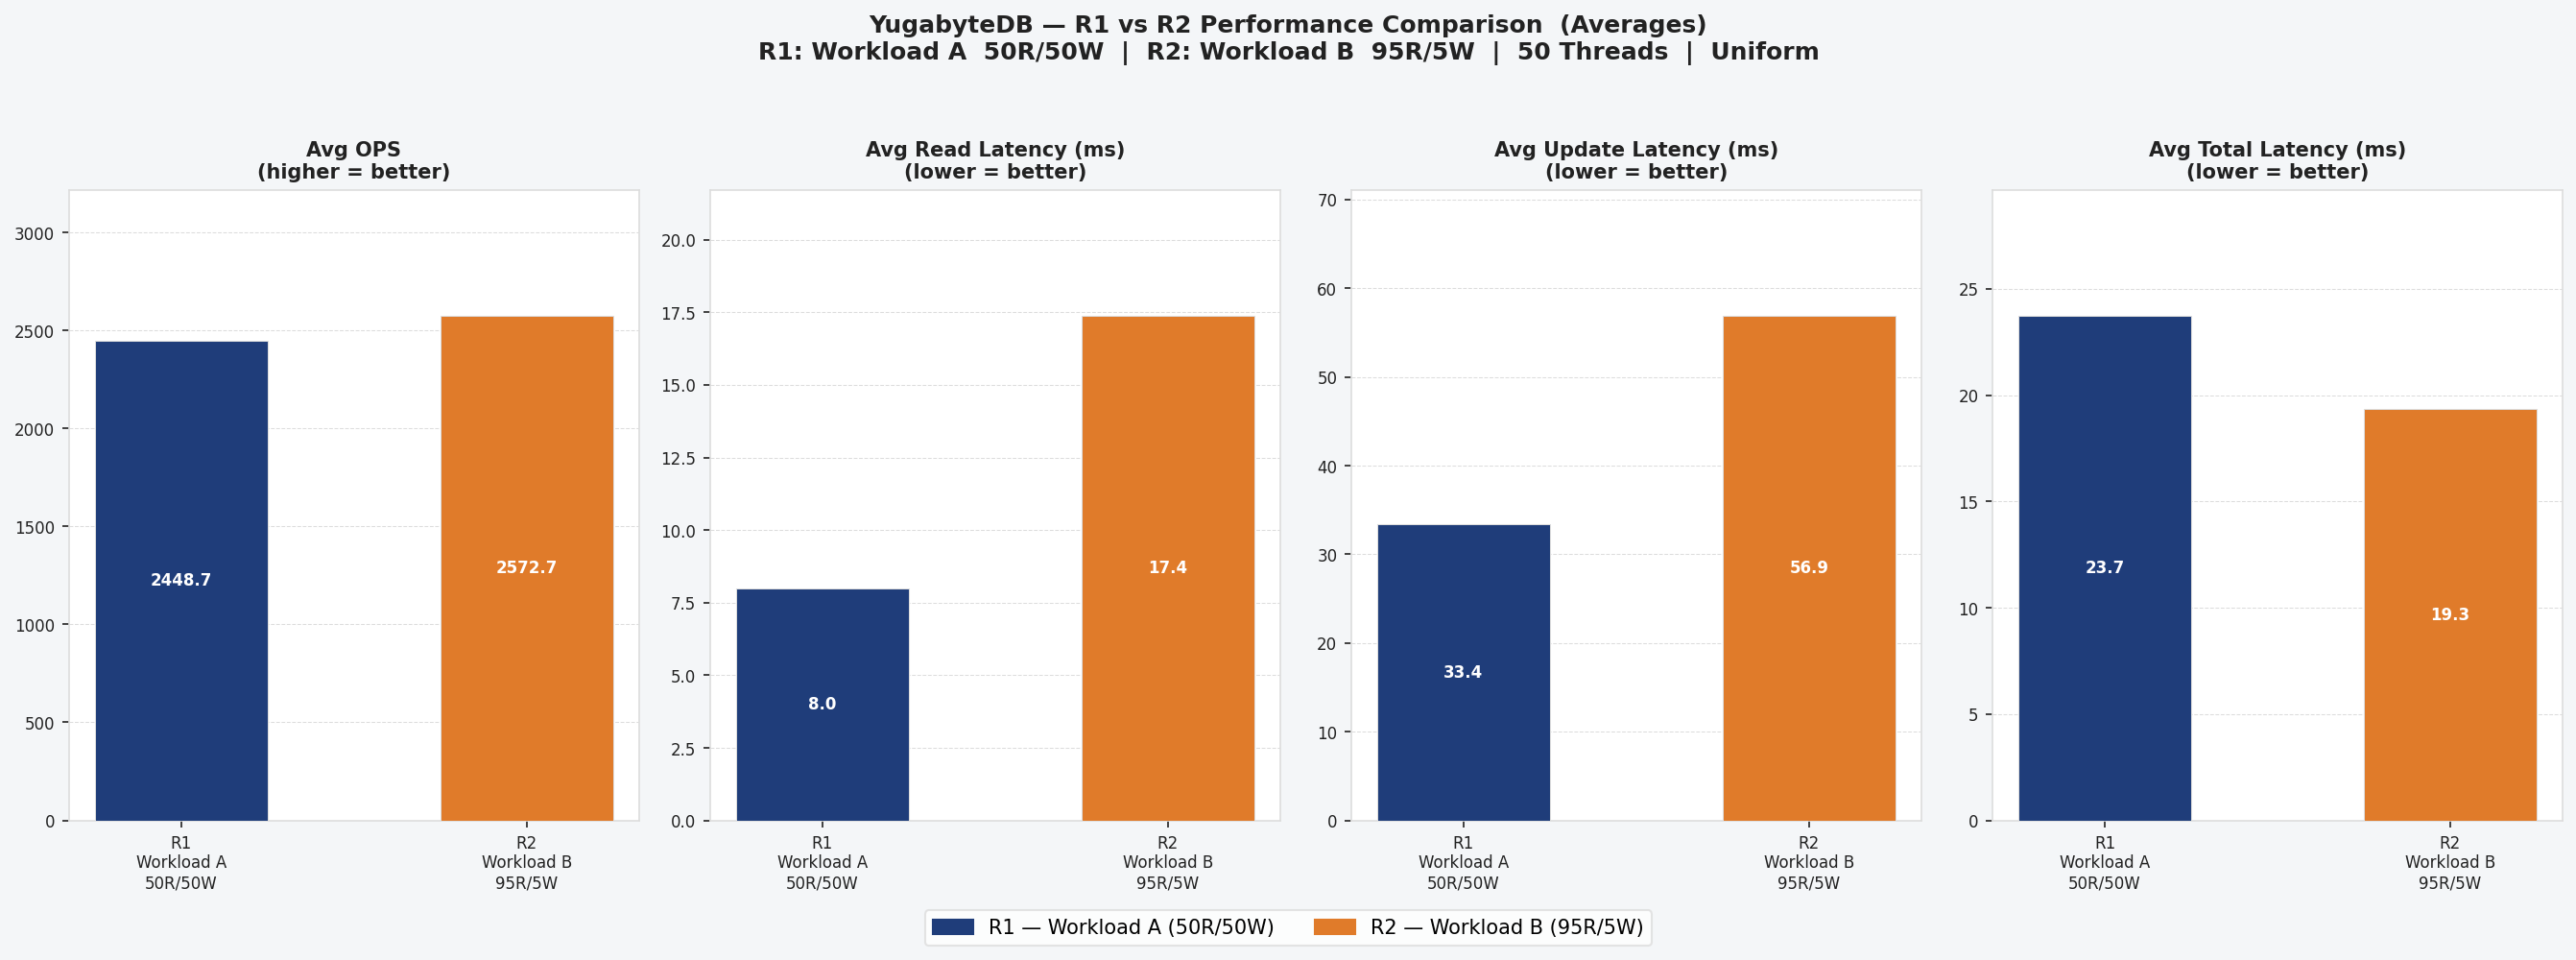 YugabyteDB — R1 vs R2 Performance Comparison  (Averages)
R1: Workload A  50R/50W  |  R2: Workload B  95R/5W  |  50 Threads  |  Uniform
Avg OPS
(higher = better)
3000
2500
2000
1500
1000
500
0
2448.7
2572.7
R1
Workload A
50R/50W
R2
Workload B
95R/5W
Avg Read Latency (ms)
(lower = better)
20.0
17.5
15.0
12.5
10.0
7.5
5.0
2.5
0.0
8.0
17.4
R1
Workload A
50R/50W
R2
Workload B
95R/5W
Avg Update Latency (ms)
(lower = better)
70
60
50
40
30
20
10
0
33.4
56.9
R1
Workload A
50R/50W
R2
Workload B
95R/5W
Avg Total Latency (ms)
(lower = better)
25
20
15
10
5
0
23.7
19.3
R1
Workload A
50R/50W
R2
Workload B
95R/5W
R1 — Workload A (50R/50W)
R2 — Workload B (95R/5W)